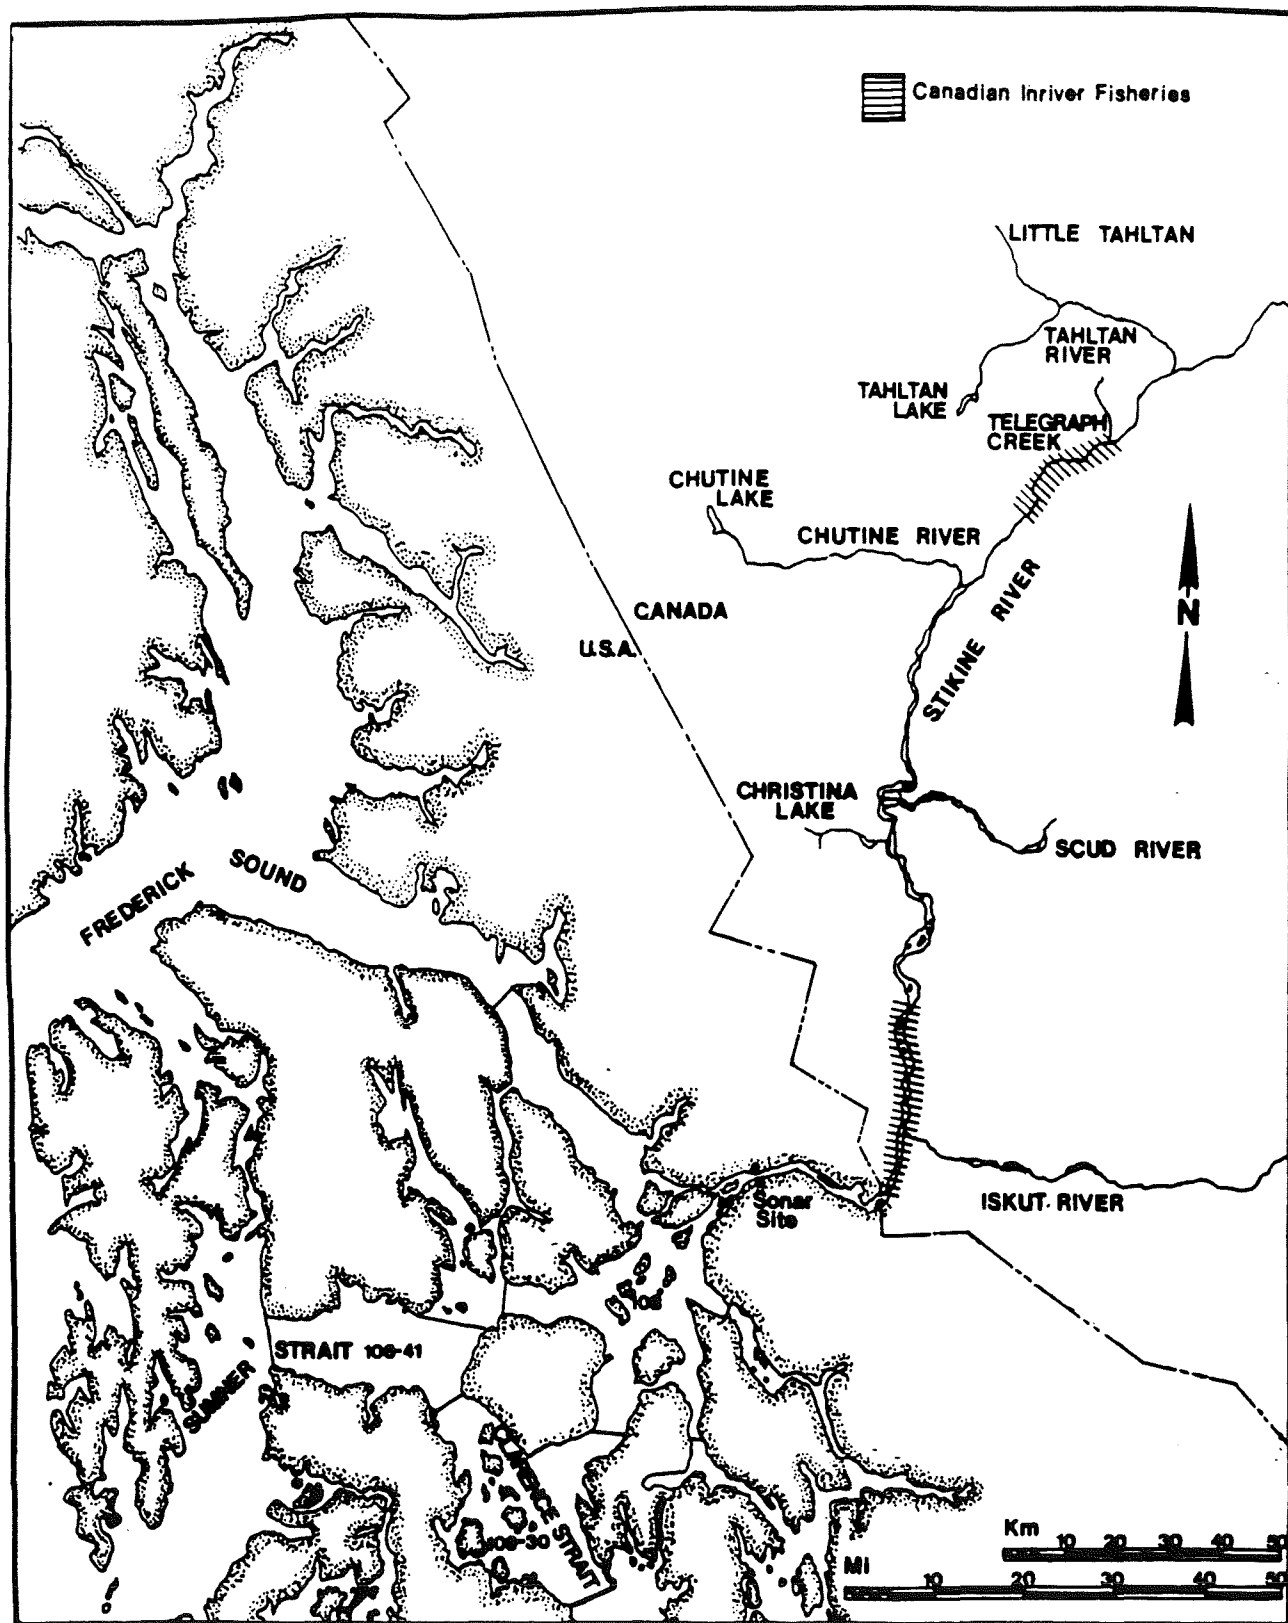 Canadian Inriver Fisheries
LITTLE TAHLTAN
TAHLTAN
RIVER
TAHLTAN
LAKE
TELEGRAPH
CREEK
CHUTINE
LAKE
CHUTINE RIVER
STIKINE RIVER
CANADA
U.S.A.
N
CHRISTINA
LAKE
SCUD RIVER
FREDERICK SOUND
Sonar
Site
ISKUT RIVER
108
SUMNER STRAIT 106-41
CLARENCE STRAIT
106-30
Km 10 20 30 40 50
Mi 10 20 30 40 50